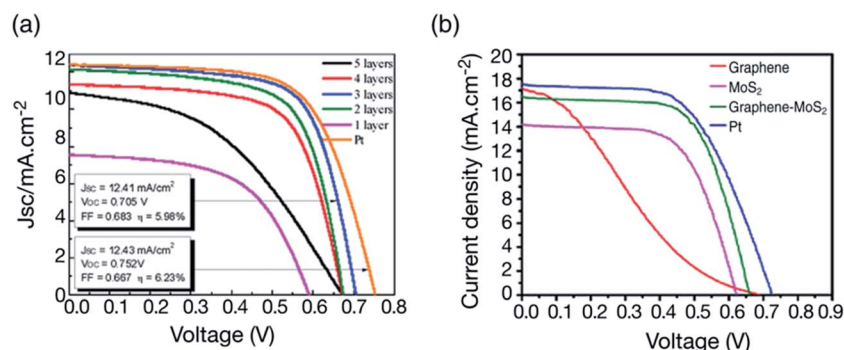 (a)
Jsc/mA.cm-2
12
10
8
6
4
2
0
5 layers
4 layers
3 layers
2 layers
1 layer
Pt
JSC = 12.41 mA/cm2
VOC = 0.705 V
FF = 0.683 η = 5.98%
JSC = 12.43 mA/cm2
VOC = 0.752V
FF = 0.667 η = 6.23%
0.0 0.1 0.2 0.3 0.4 0.5 0.6 0.7 0.8
Voltage (V)
(b)
Current density (mA.cm-2)
20
18
16
14
12
10
8
6
4
2
0
Graphene
MoS2
Graphene-MoS2
Pt
0.0 0.1 0.2 0.3 0.4 0.5 0.6 0.7 0.8 0.9
Voltage (V)